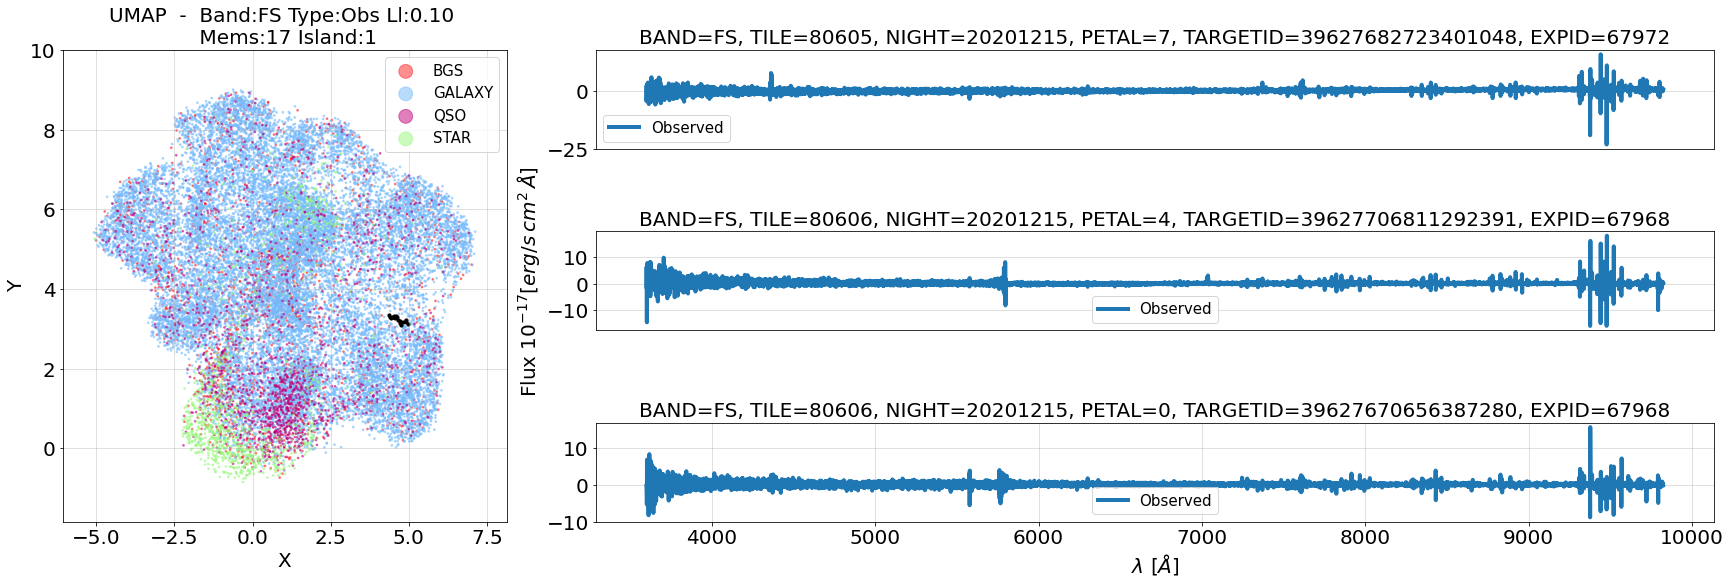 UMAP  -  Band:FS Type:Obs Ll:0.10
Mems:17 Island:1
10
8
6
4
2
0
Y
−5.0 −2.5 0.0 2.5 5.0 7.5
X
BGS
GALAXY
QSO
STAR
Flux 10⁻¹⁷[erg/s cm² Å]
BAND=FS, TILE=80605, NIGHT=20201215, PETAL=7, TARGETID=39627682723401048, EXPID=67972
0
−25
Observed
BAND=FS, TILE=80606, NIGHT=20201215, PETAL=4, TARGETID=39627706811292391, EXPID=67968
10
0
−10
Observed
BAND=FS, TILE=80606, NIGHT=20201215, PETAL=0, TARGETID=39627670656387280, EXPID=67968
10
0
−10
Observed
4000 5000 6000 7000 8000 9000 10000
λ [Å]